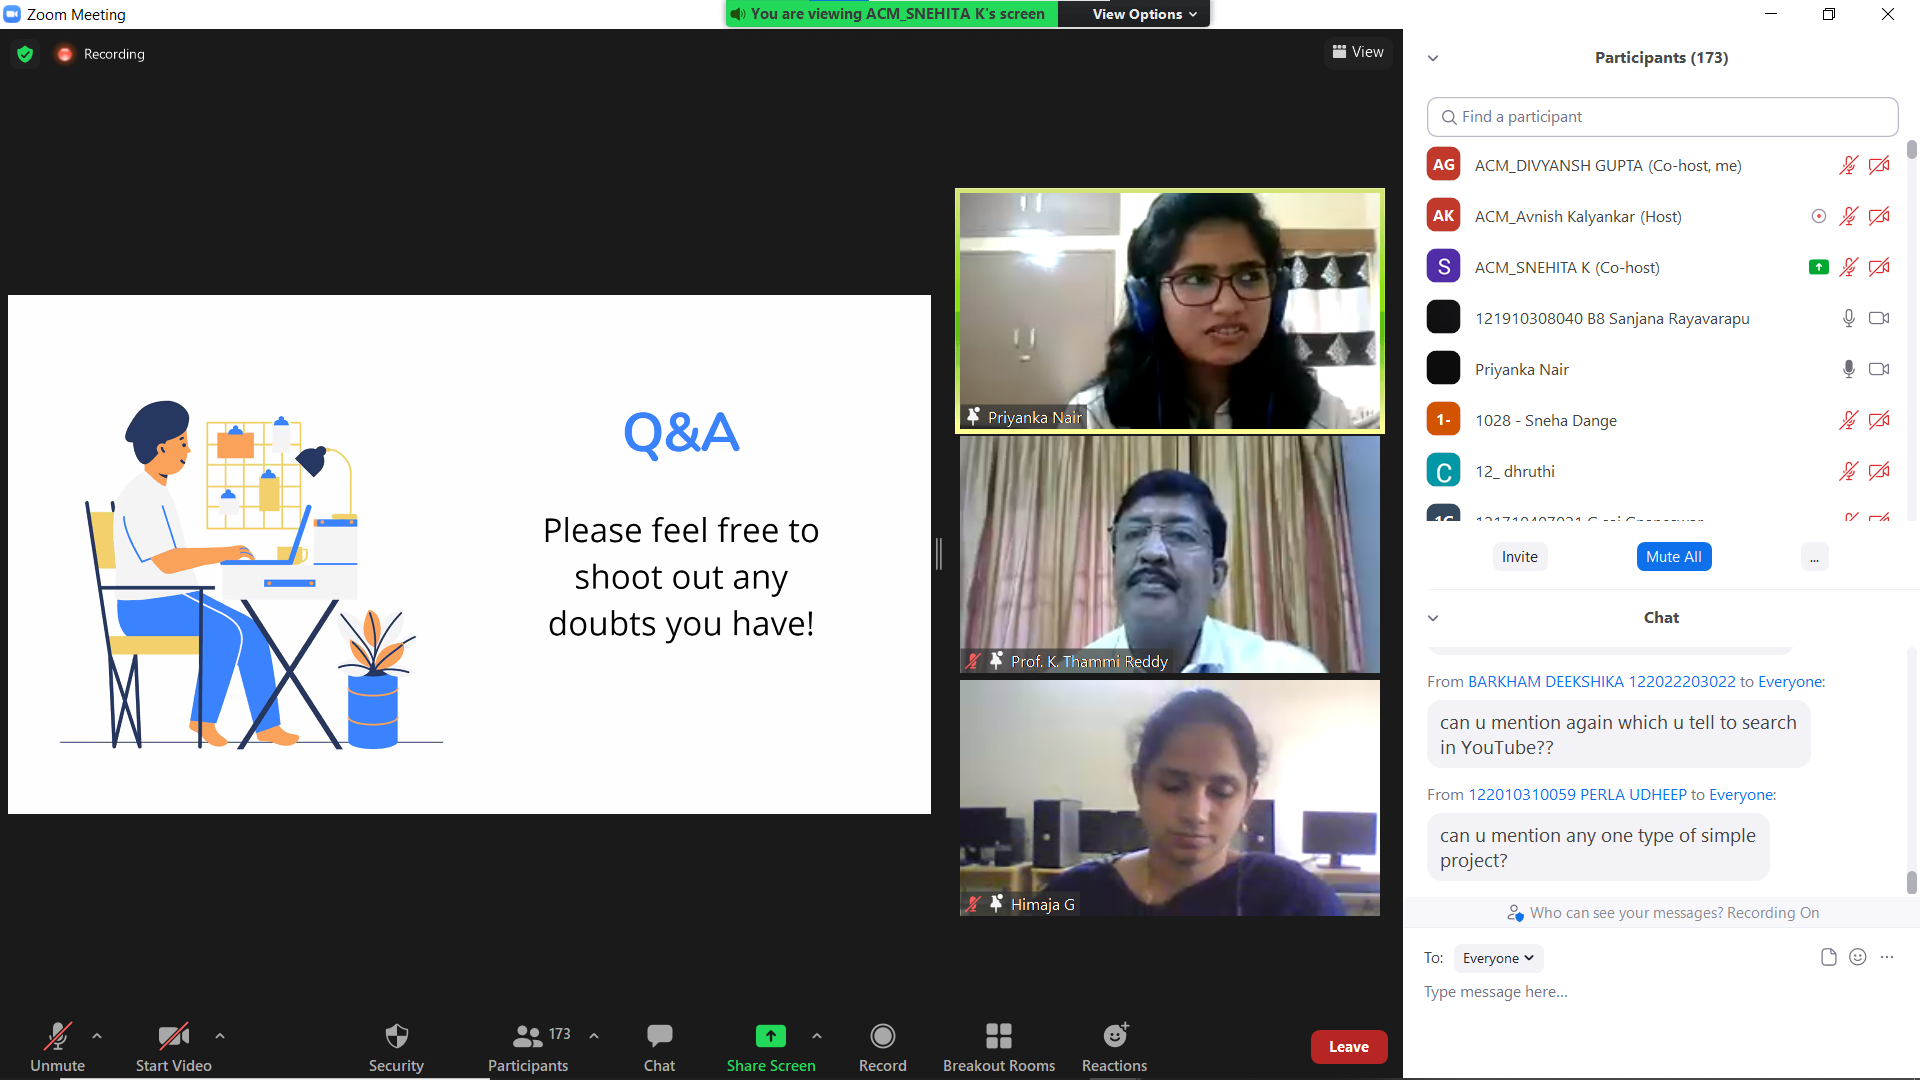 Zoom Meeting
You are viewing ACM_SNEHITA K's screen
View Options
Recording
View
Q&A
Please feel free to
shoot out any
doubts you have!
Priyanka Nair
Prof. K. Thammi Reddy
Himaja G
Participants (173)
Find a participant
AG ACM_DIVYANSH GUPTA (Co-host, me)
AK ACM_Avnish Kalyankar (Host)
S ACM_SNEHITA K (Co-host)
121910308040 B8 Sanjana Rayavarapu
Priyanka Nair
1- 1028 - Sneha Dange
C 12_ dhruthi
Invite
Mute All
...
Chat
From BARKHAM DEEKSHIKA 122022203022 to Everyone:
can u mention again which u tell to search
in YouTube??
From 122010310059 PERLA UDHEEP to Everyone:
can u mention any one type of simple
project?
Who can see your messages? Recording On
To: Everyone
Type message here...
Unmute
Start Video
Security
173
Participants
Chat
Share Screen
Record
Breakout Rooms
Reactions
Leave